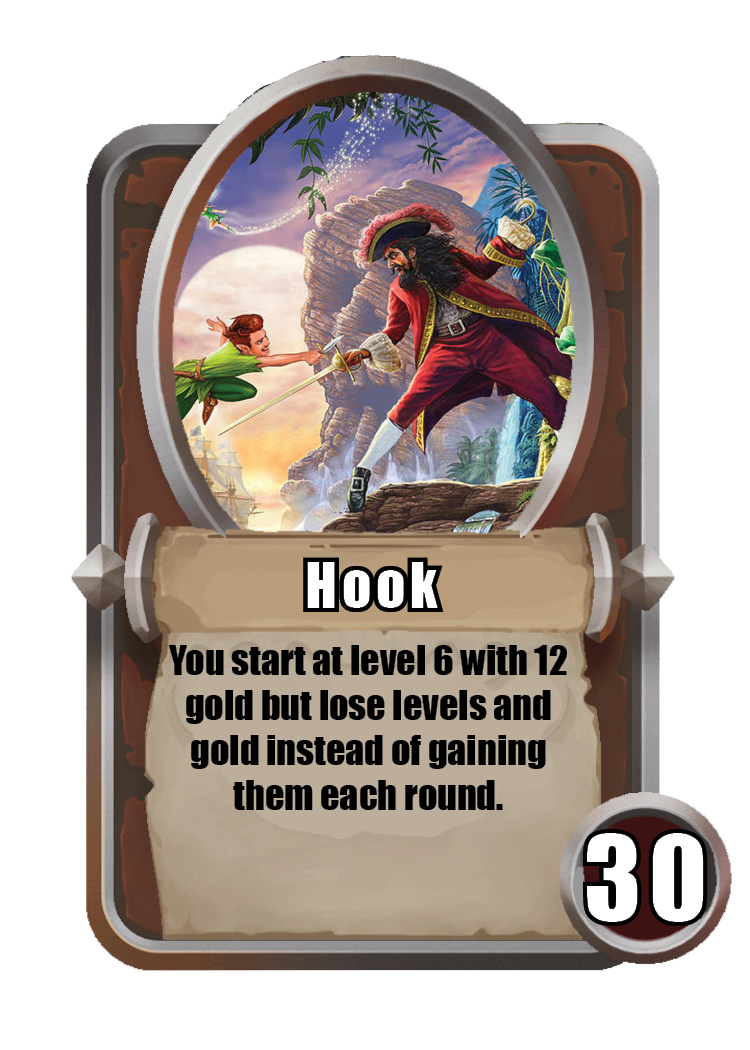 Hook
You start at level 6 with 12
gold but lose levels and
gold instead of gaining
them each round.
30